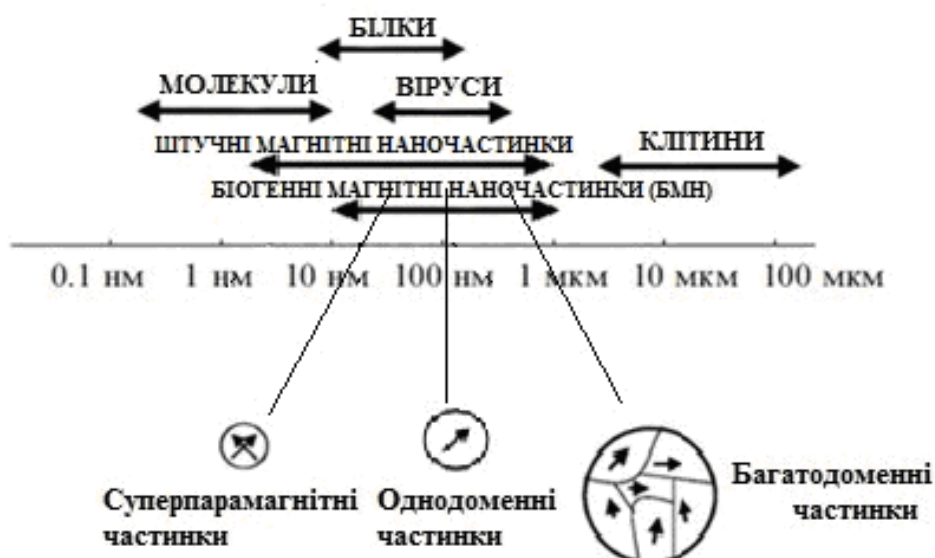 БІЛКИ
МОЛЕКУЛИ ВІРУСИ
ШТУЧНІ МАГНІТНІ НАНОЧАСТИНКИ
КЛІТИНИ
БІОГЕННІ МАГНІТНІ НАНОЧАСТИНКИ (БМН)
0.1 нм 1 нм 10 нм 100 нм 1 мкм 10 мкм 100 мкм
Суперпарамагнітні
частинки
Однодоменні
частинки
Багатодоменні
частинки